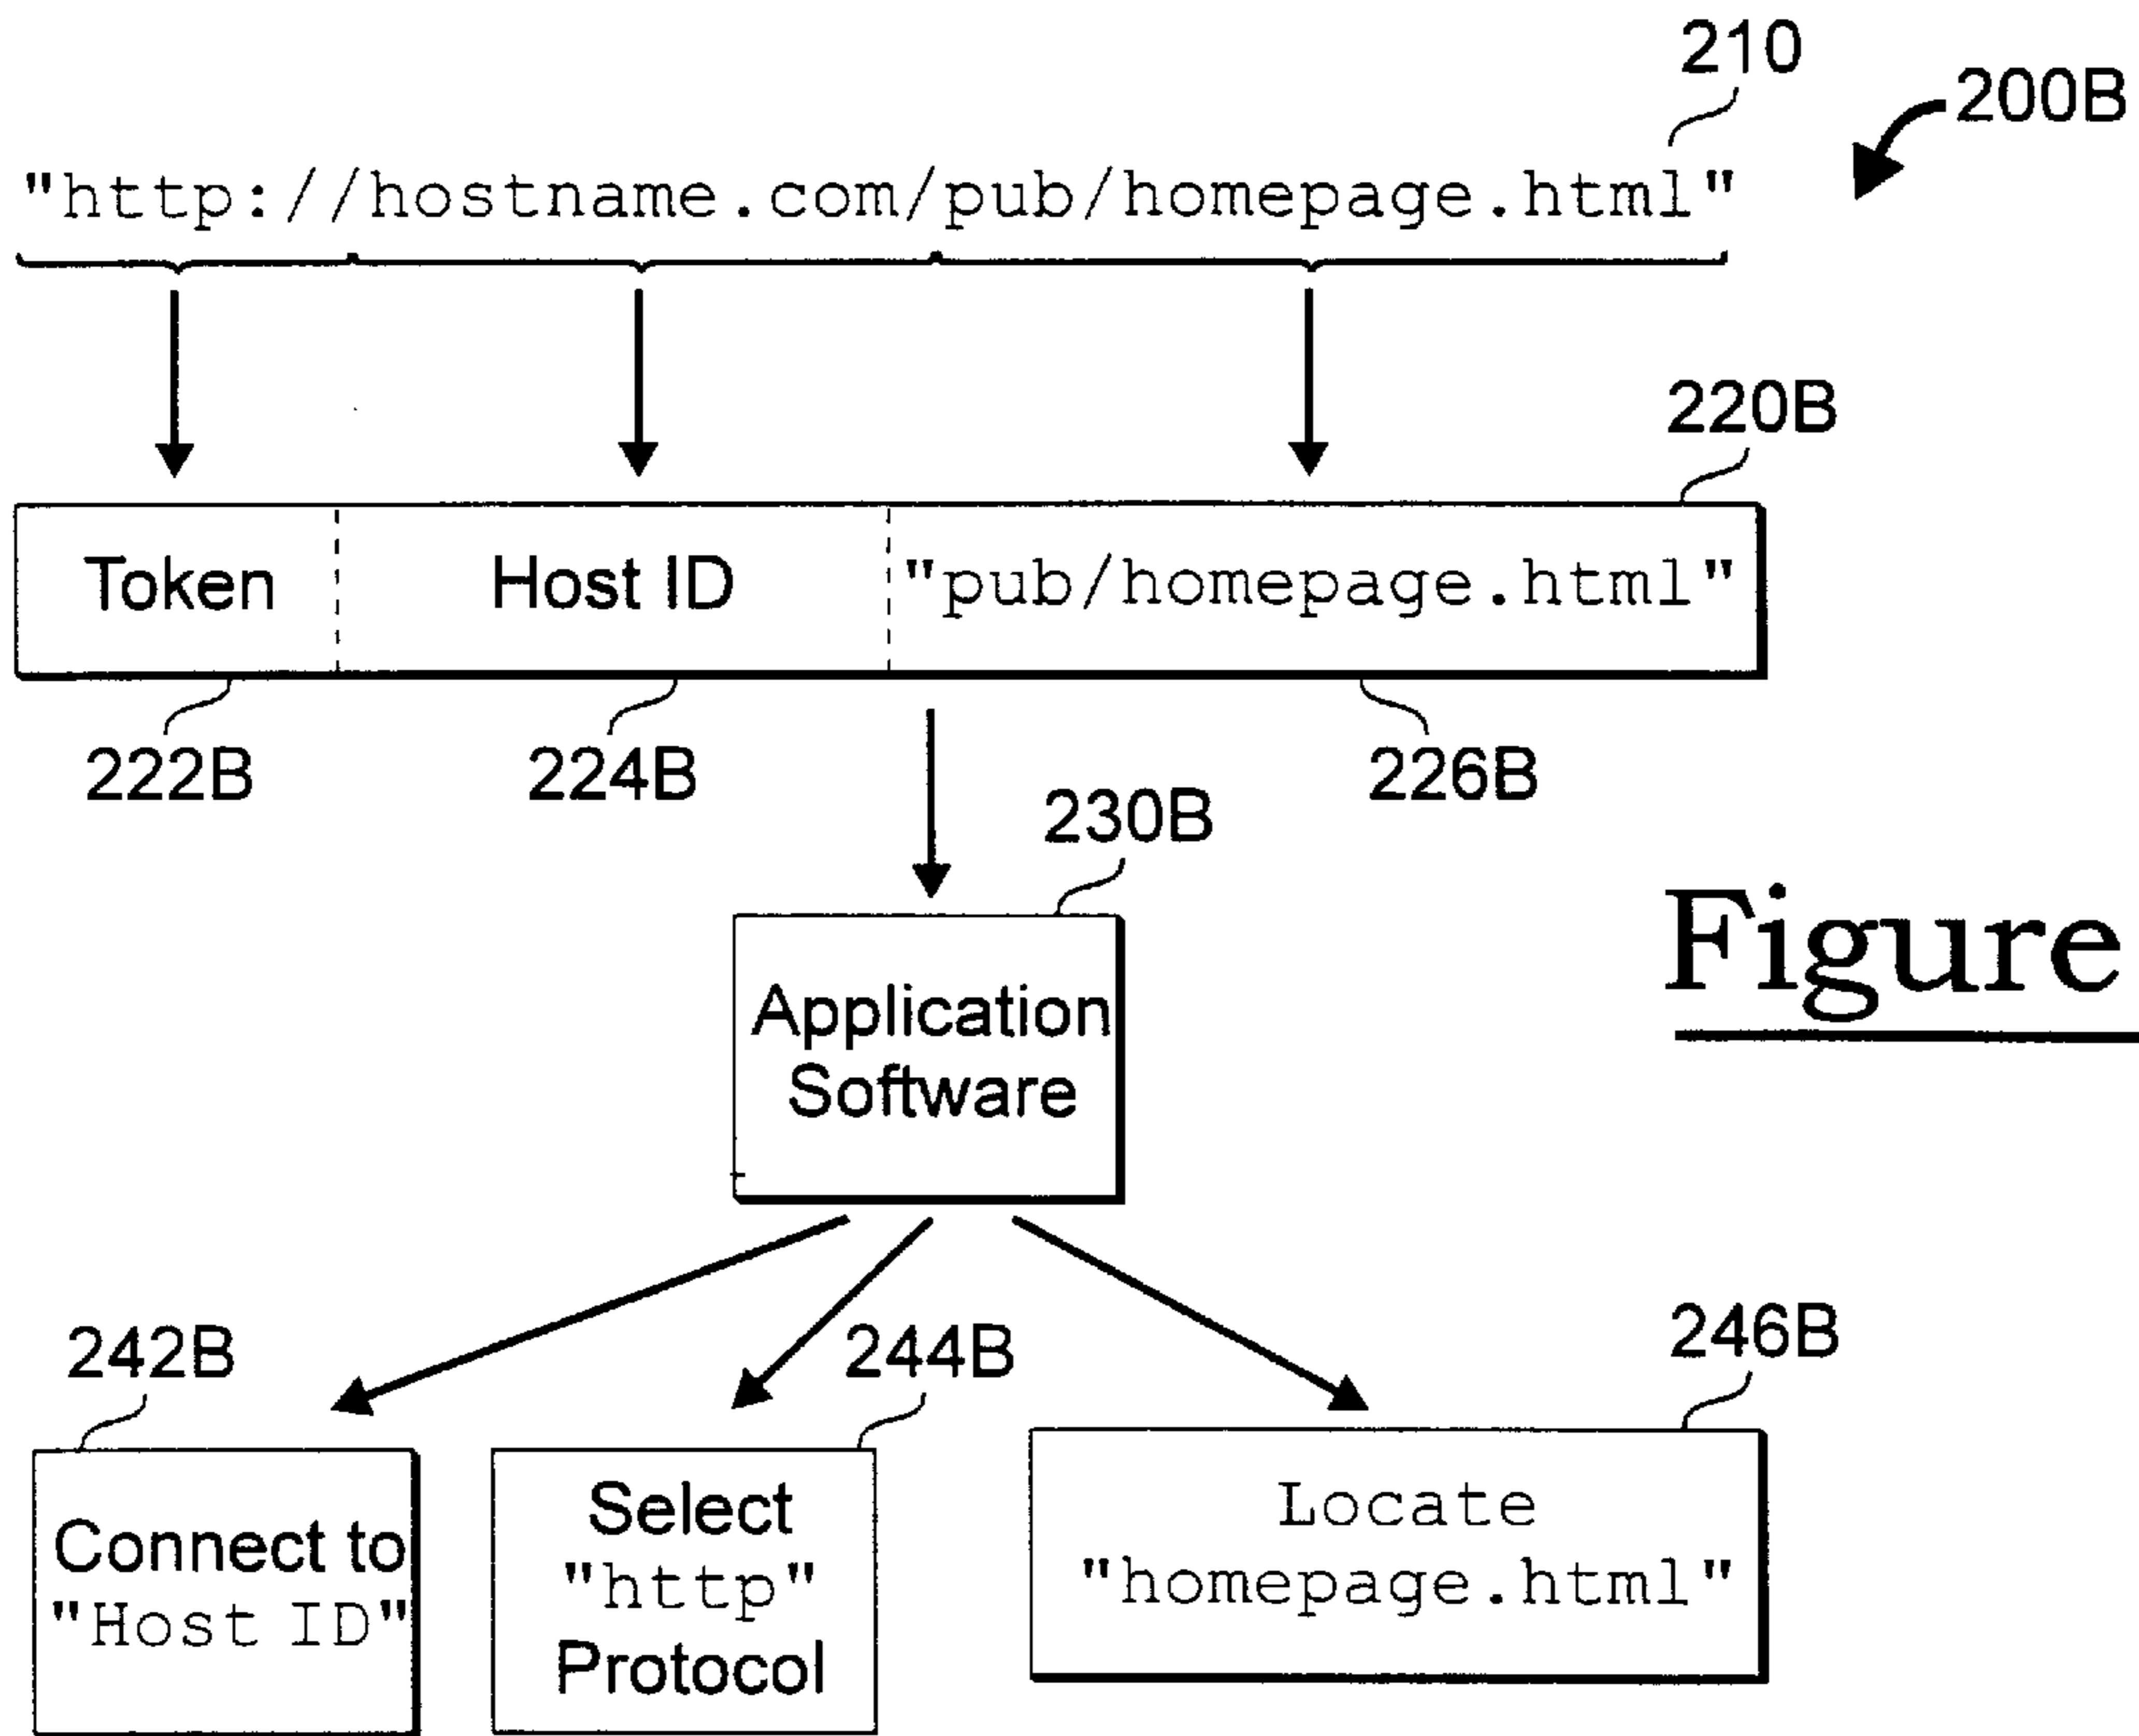 210
200B
"http://hostname.com/pub/homepage.html"
220B
Token
Host ID
"pub/homepage.html"
222B
224B
226B
230B
Application
Software
Figure
242B
244B
246B
Connect to
"Host ID"
Select
"http"
Protocol
Locate
"homepage.html"